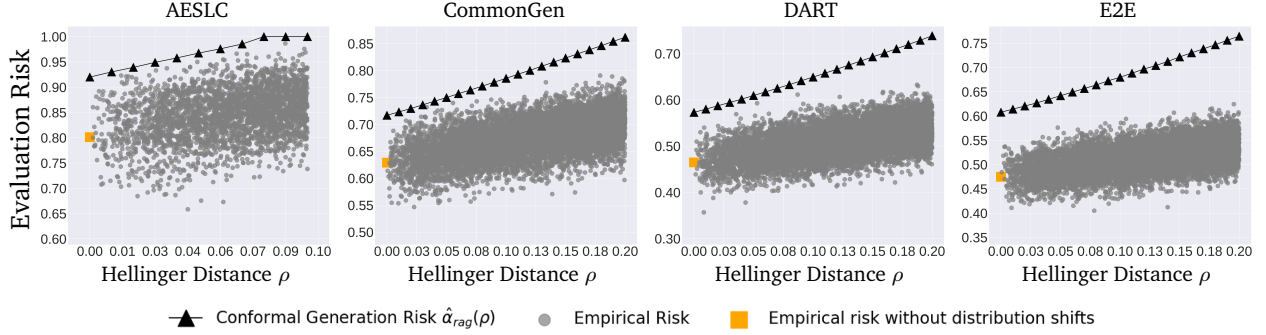 AESLC
CommonGen
DART
E2E
Evaluation Risk
1.00
0.95
0.90
0.85
0.80
0.75
0.70
0.65
0.60
0.00 0.01 0.03 0.04 0.06 0.07 0.09 0.10
Hellinger Distance ρ
0.85
0.80
0.75
0.70
0.65
0.60
0.55
0.50
0.00 0.03 0.05 0.08 0.10 0.13 0.15 0.18 0.20
Hellinger Distance ρ
0.70
0.60
0.50
0.40
0.30
0.00 0.03 0.05 0.08 0.10 0.13 0.15 0.18 0.20
Hellinger Distance ρ
0.75
0.70
0.65
0.60
0.55
0.50
0.45
0.40
0.35
0.00 0.03 0.05 0.08 0.10 0.13 0.15 0.18 0.20
Hellinger Distance ρ
Conformal Generation Risk α̂rag(ρ)
Empirical Risk
Empirical risk without distribution shifts